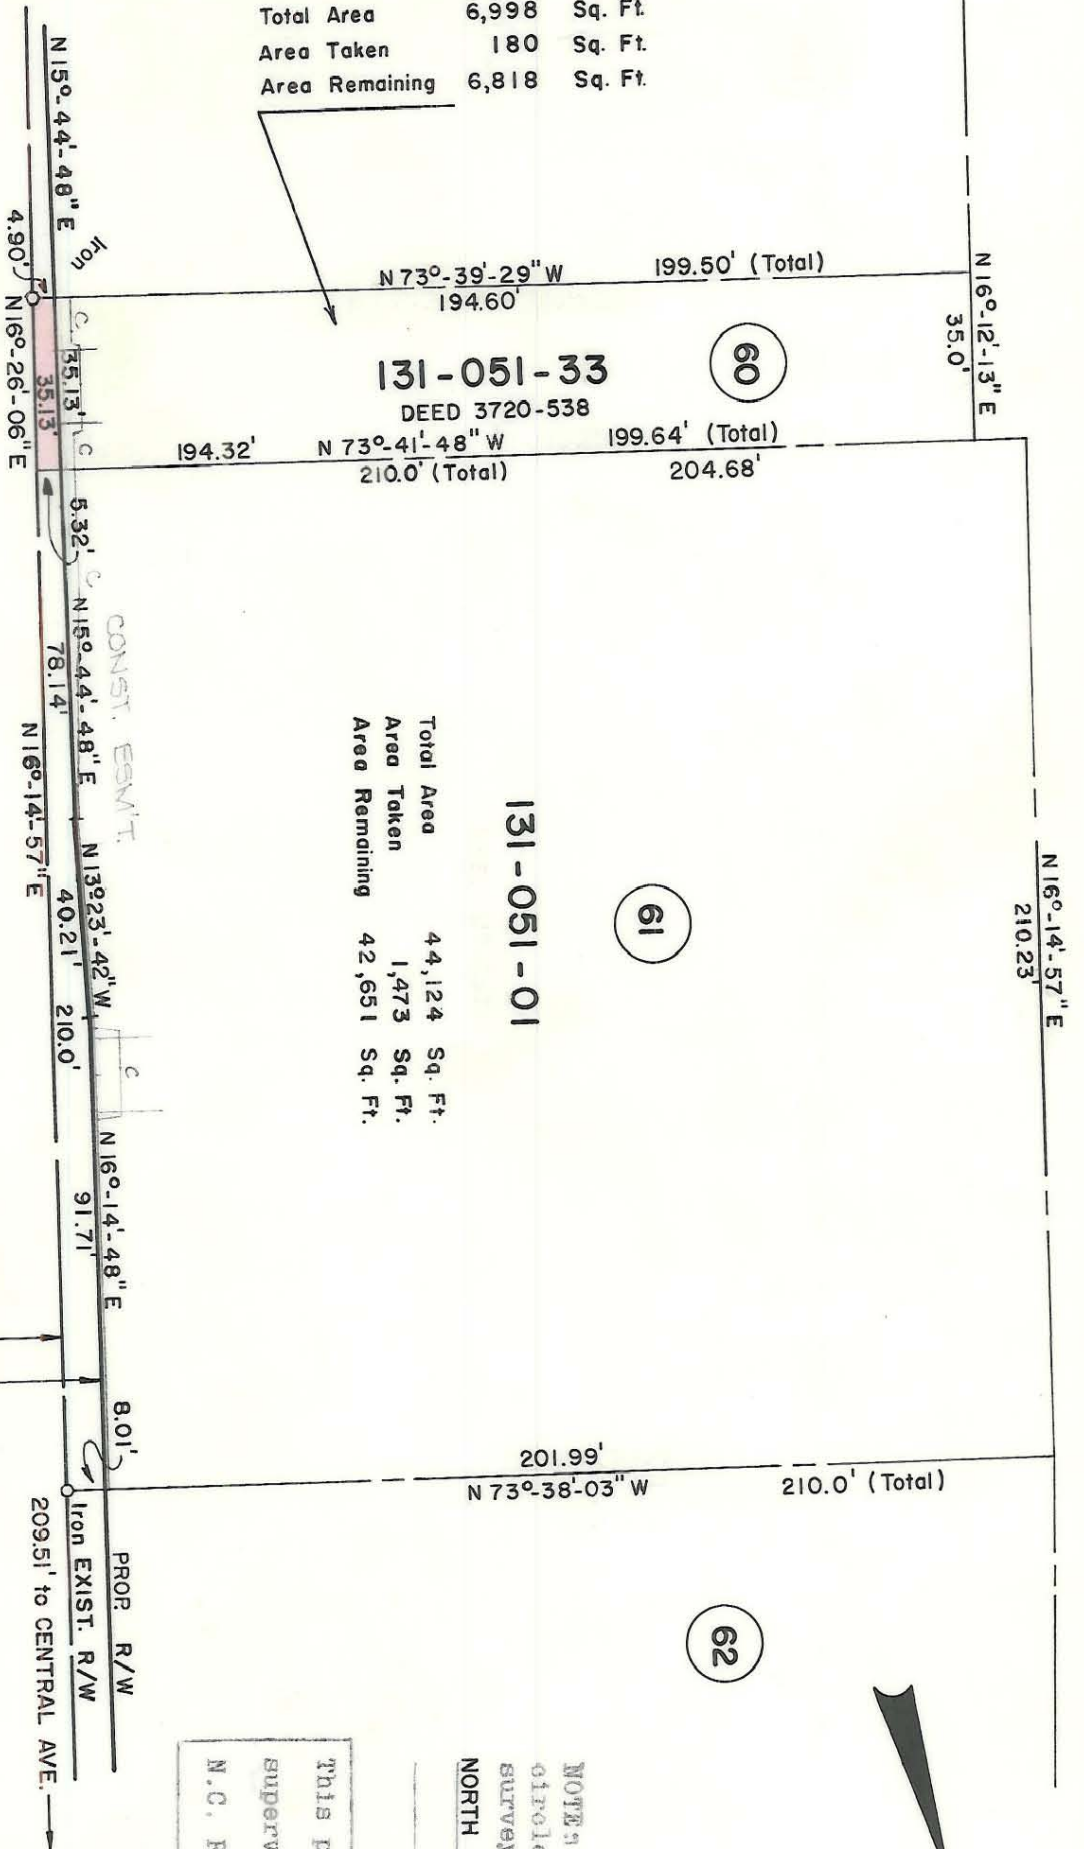 Total Area 6,998 Sq. Ft.
Area Taken 180 Sq. Ft.
Area Remaining 6,818 Sq. Ft.
N 15°-44'-48" E
Iron
4.90'
N 16°-26'-06" E
35.13'
35.13'
C
C
N 73°-39'-29" W
199.50' (Total)
194.60'
N 16°-12'-13" E
35.0'
60
131-051-33
DEED 3720-538
194.32'
N 73°-41'-48" W
199.64' (Total)
210.0' (Total)
204.68'
5.32'
C
N 15°-44'-48" E
78.14'
CONST. ESM'T.
N 16°-14'-57" E
N 13°23'-42" W
40.21'
210.0'
C
N 16°-14'-48" E
91.71'
Total Area 44,124 Sq. Ft.
Area Taken 1,473 Sq. Ft.
Area Remaining 42,651 Sq. Ft.
131-051-01
61
N 16°-14'-57" E
210.23'
8.01'
201.99'
N 73°-38'-03" W
210.0' (Total)
62
PROP. R/W
Iron EXIST. R/W
209.51' to CENTRAL AVE.
NOTE:
NORTH
This
N.C.